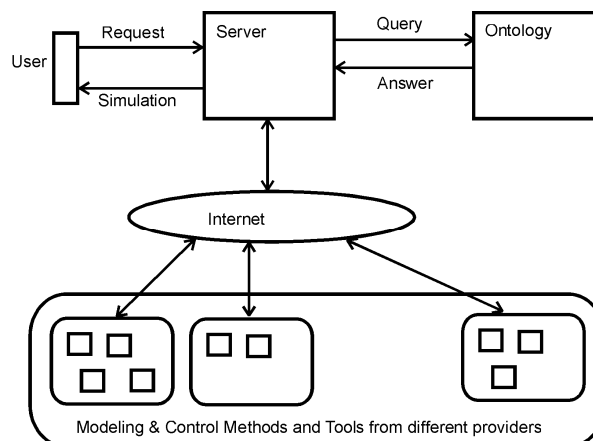 Request
Server
Query
Ontology
User
Simulation
Answer
Internet
Modeling & Control Methods and Tools from different providers